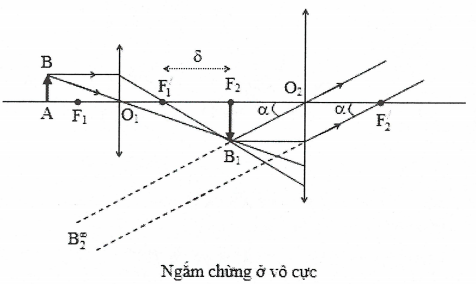 δ
B F₁' F₂ O₂
α α
A F₁ O₁ F₂'
B₁
B₂∞
Ngắm chừng ở vô cực